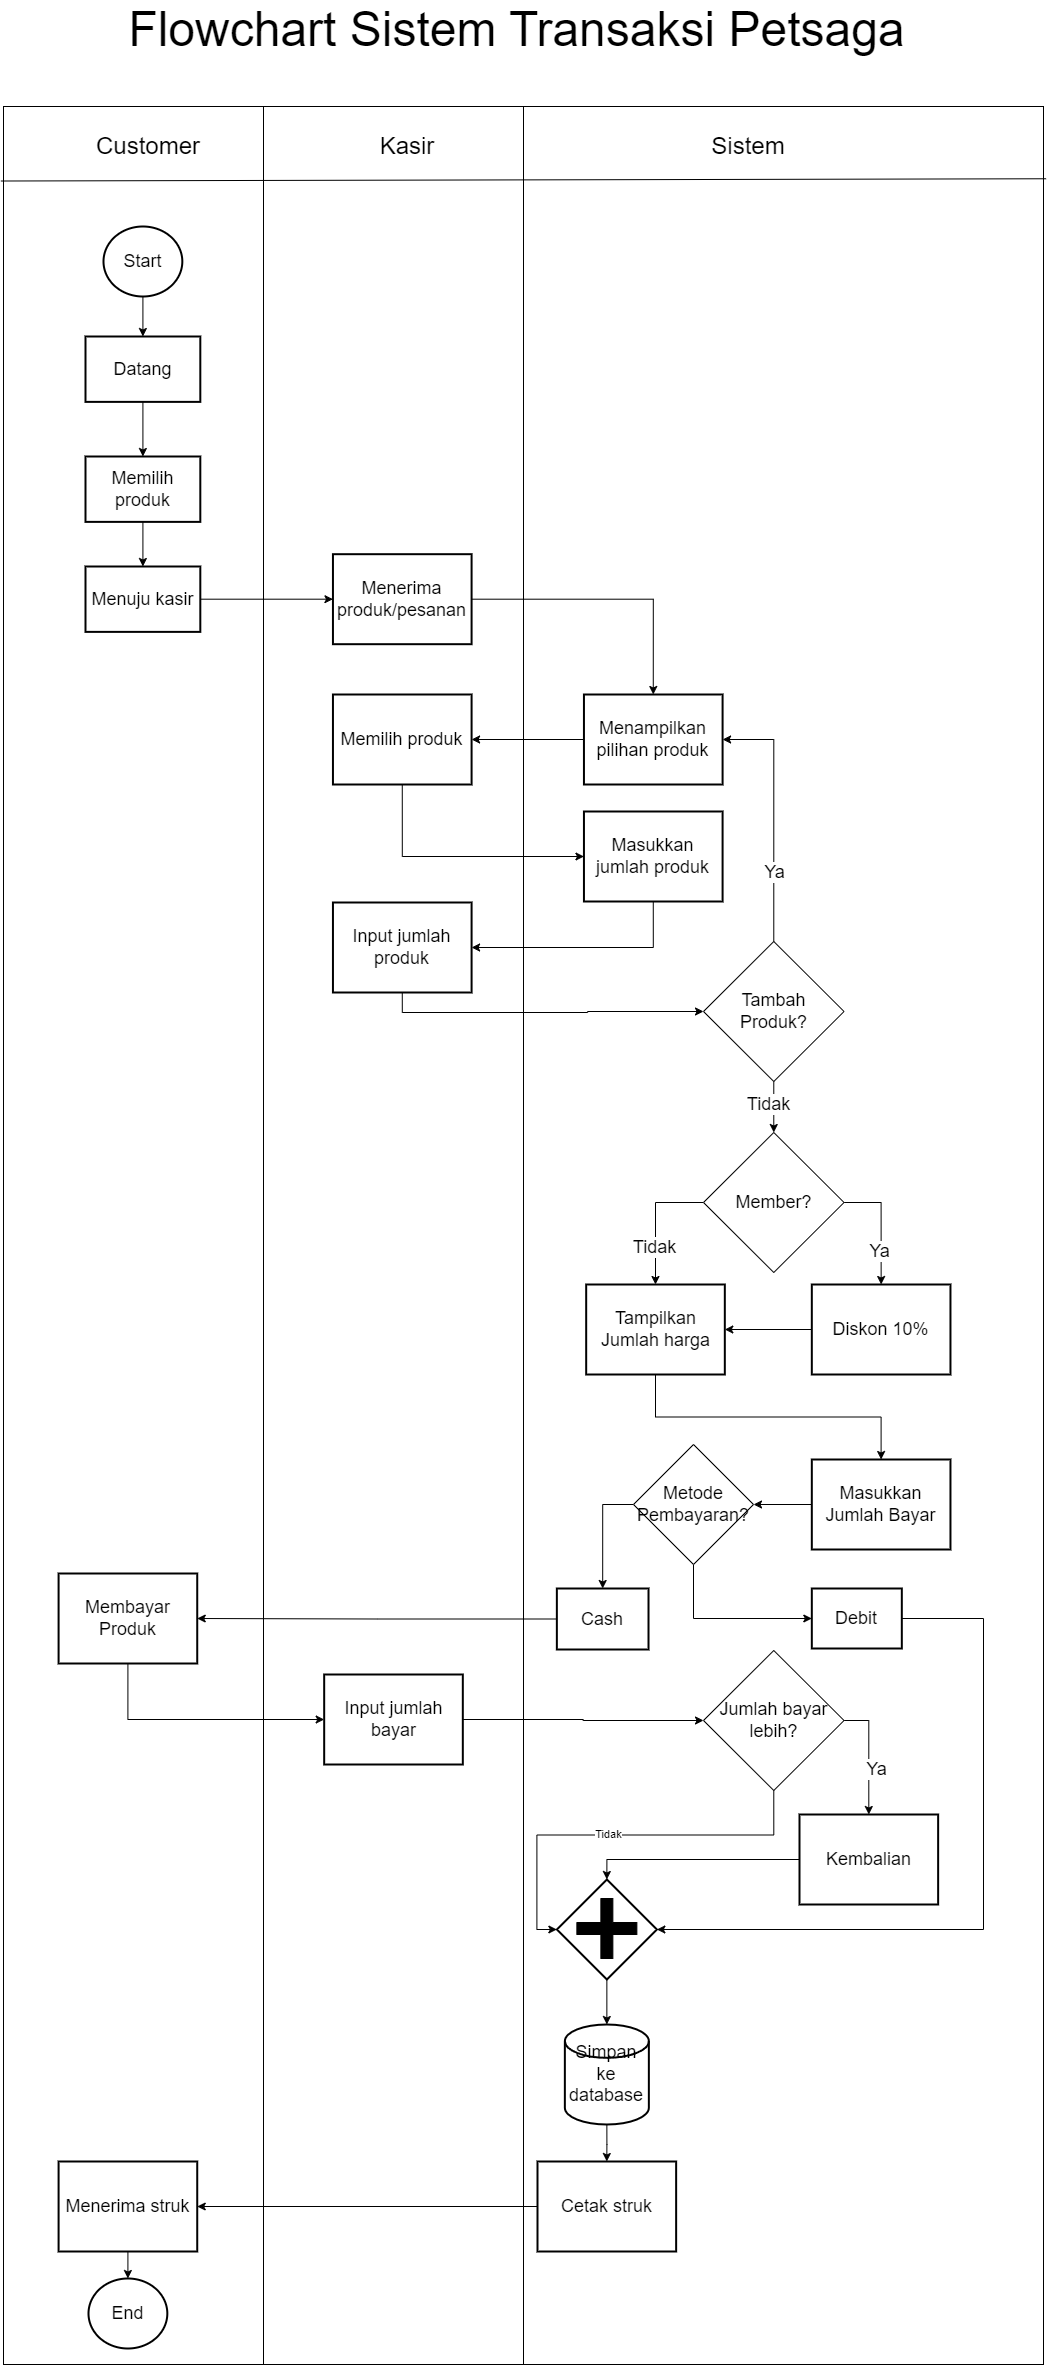 Flowchart Sistem Transaksi Petsaga
Customer
Kasir
Sistem
Start
Datang
Memilih
produk
Menuju kasir
Menerima
produk/pesanan
Memilih produk
Menampilkan
pilihan produk
Masukkan
jumlah produk
Ya
Input jumlah
produk
Tambah
Produk?
Tidak
Member?
Tidak
Ya
Tampilkan
Jumlah harga
Diskon 10%
Metode
Pembayaran?
Masukkan
Jumlah Bayar
Membayar
Produk
Cash
Debit
Input jumlah
bayar
Jumlah bayar
lebih?
Ya
Tidak
Kembalian
Simpan
ke
database
Menerima struk
Cetak struk
End